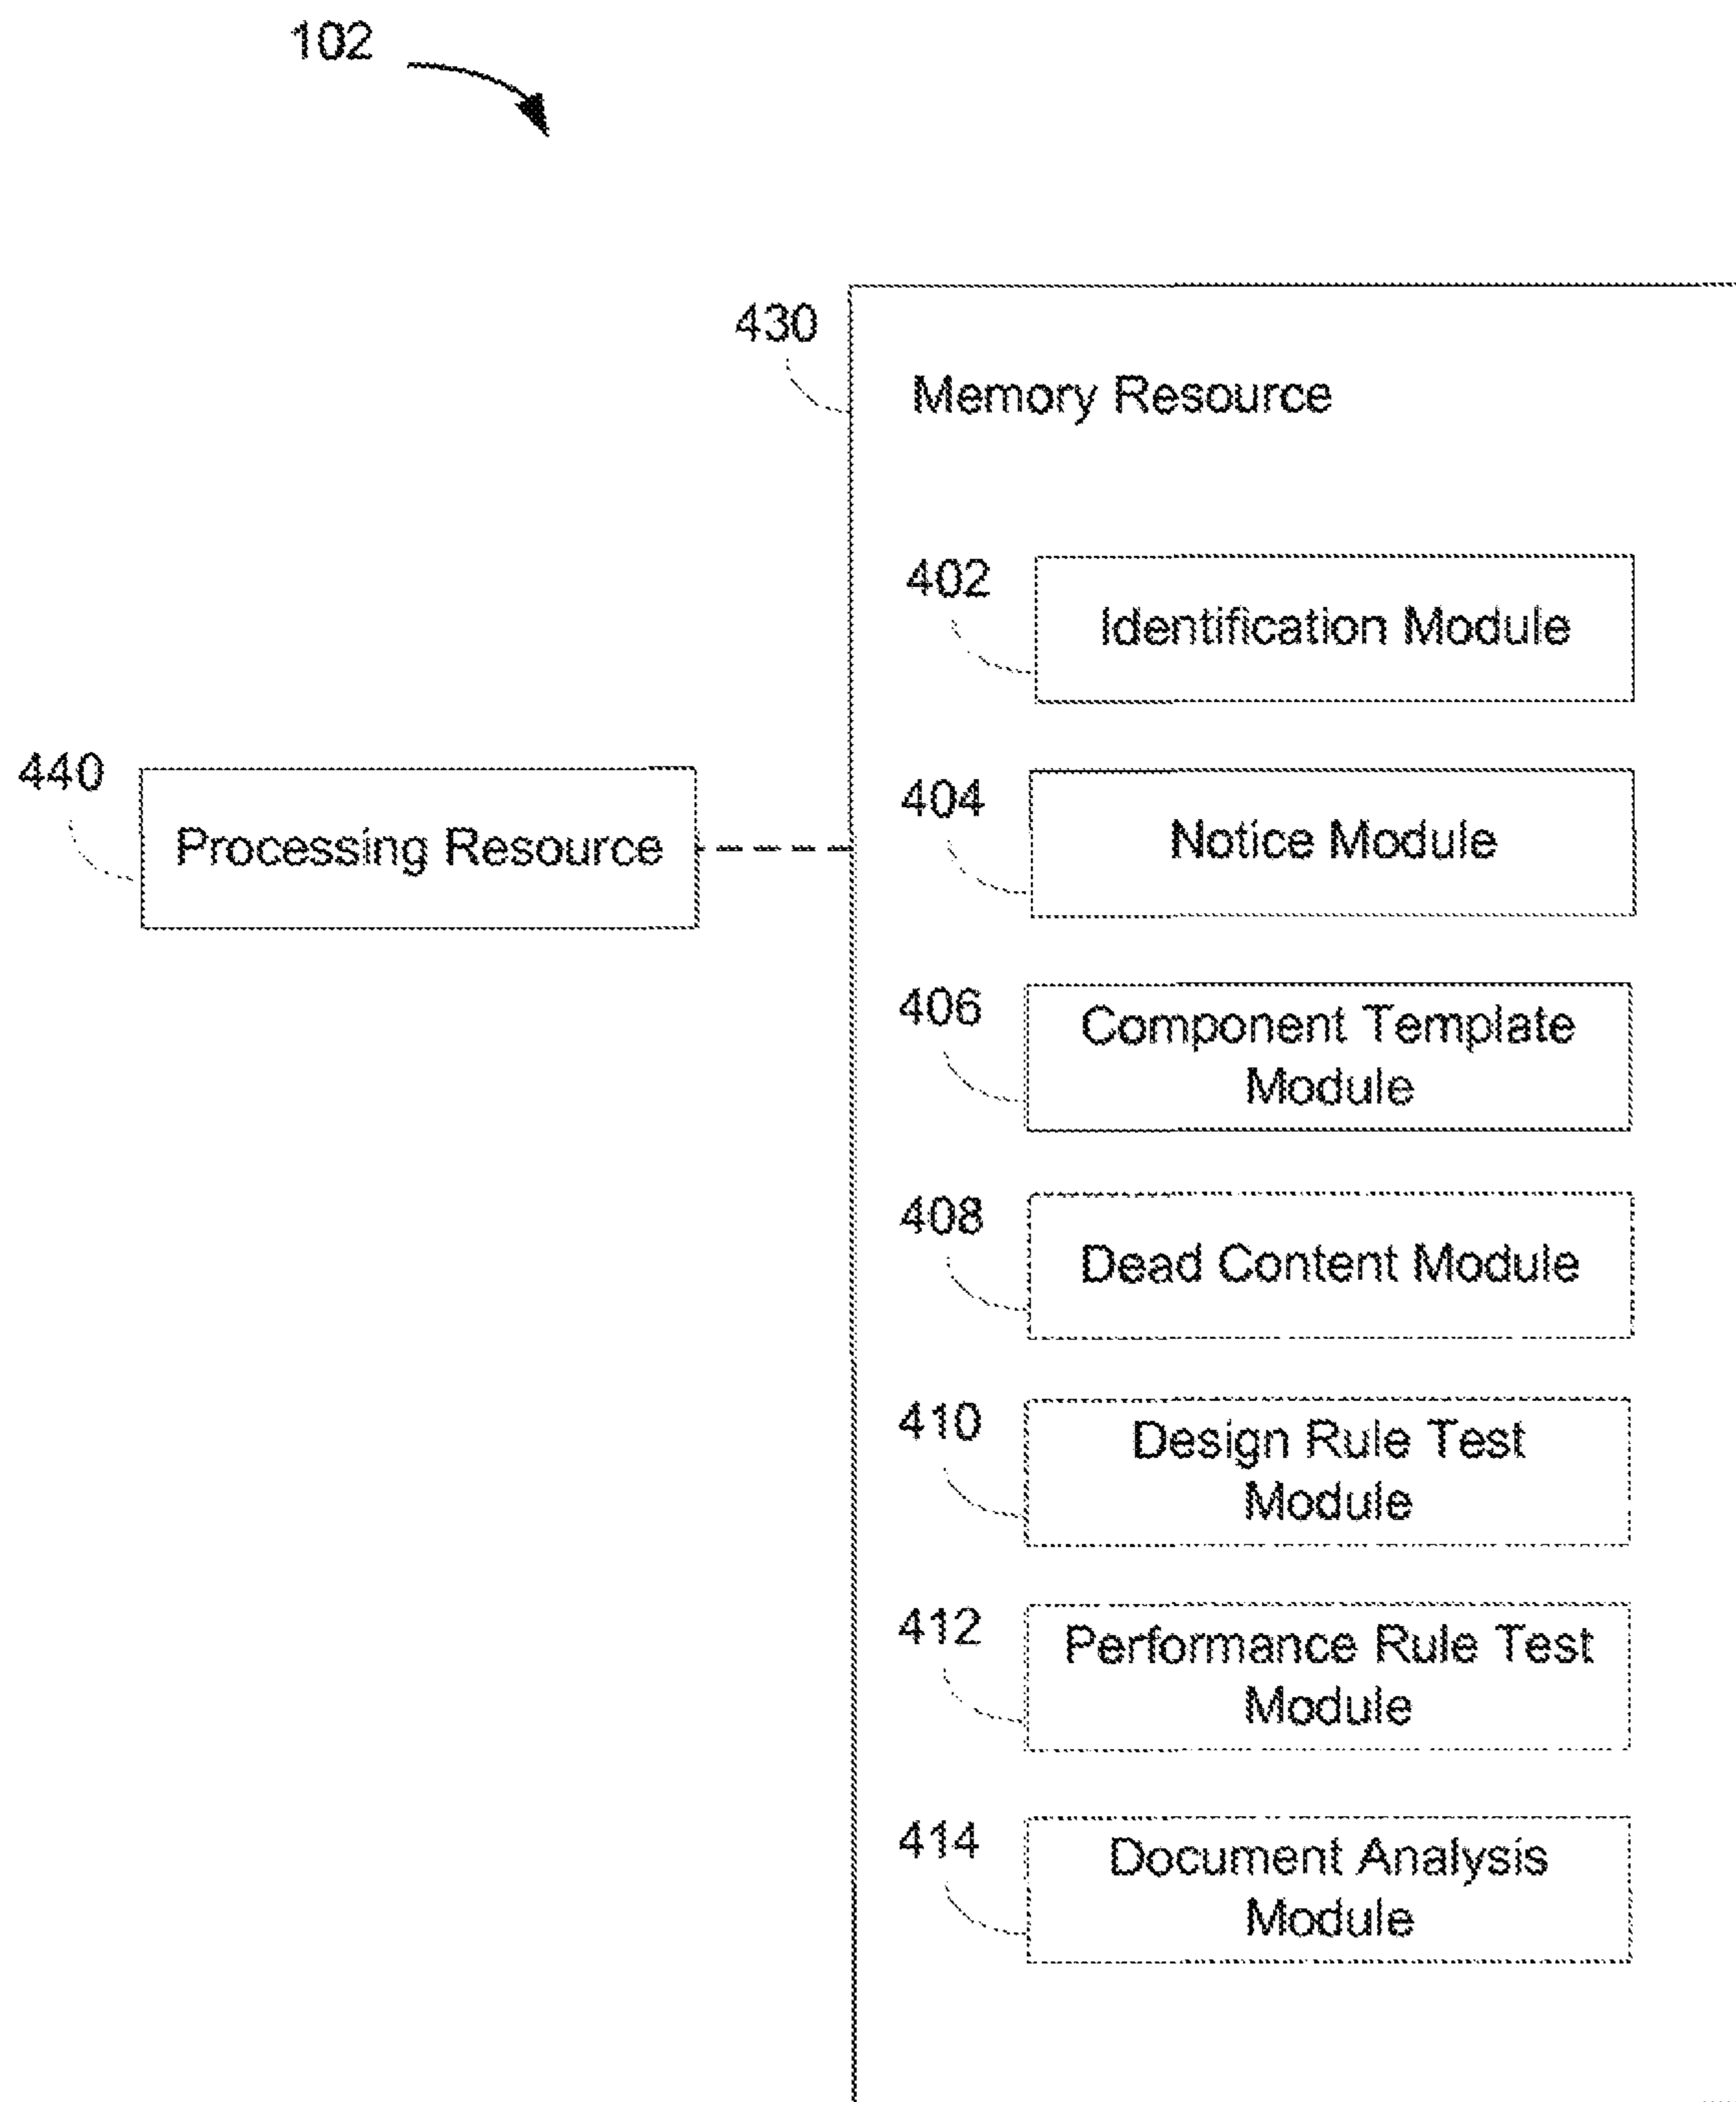 102
430
Memory Resource
402
Identification Module
440
Processing Resource
404
Notice Module
406
Component Template
Module
408
Dead Content Module
410
Design Rule Test
Module
412
Performance Rule Test
Module
414
Document Analysis
Module